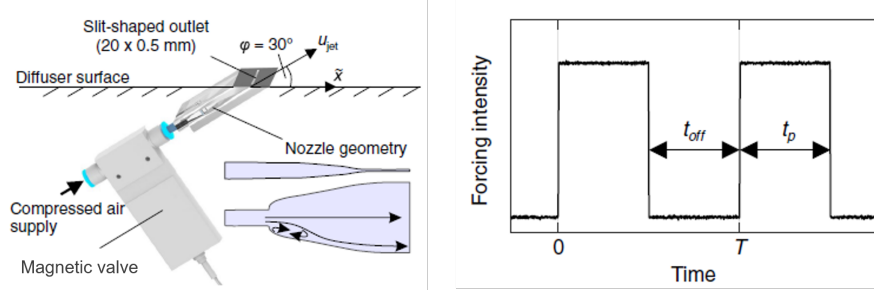 Slit-shaped outlet
(20 x 0.5 mm)
φ = 30°
u_jet
Diffuser surface
x̃
Nozzle geometry
Compressed air
supply
Magnetic valve
Forcing intensity
t_off
t_p
0
T
Time